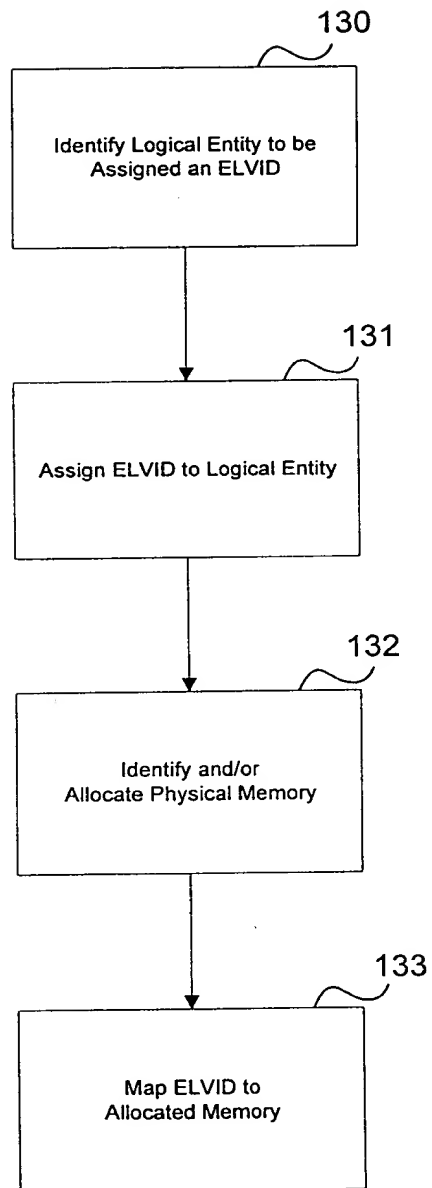 130
Identify Logical Entity to be
Assigned an ELVID
131
Assign ELVID to Logical Entity
132
Identify and/or
Allocate Physical Memory
133
Map ELVID to
Allocated Memory